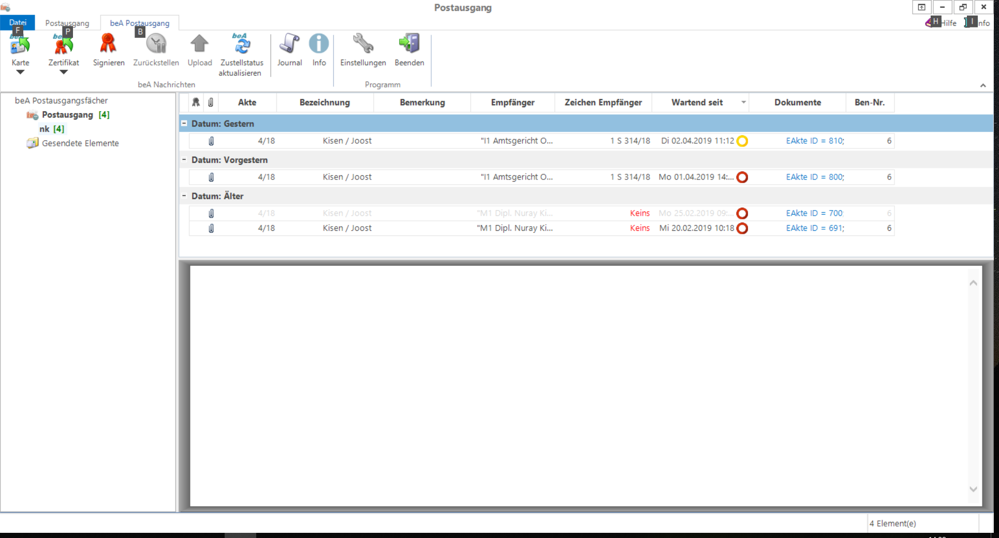 Postausgang
Datei Postausgang beA Postausgang Hilfe Info
F P B H I
beA
Karte Zertifikat Signieren Zurückstellen Upload Zustellstatus aktualisieren Journal Info Einstellungen Beenden
beA Nachrichten Programm
beA Postausgangsfächer
Postausgang [4]
nk [4]
Gesendete Elemente
Akte Bezeichnung Bemerkung Empfänger Zeichen Empfänger Wartend seit Dokumente Ben-Nr.
Datum: Gestern
4/18 Kisen / Joost "I1 Amtsgericht O... 1 S 314/18 Di 02.04.2019 11:12 EAkte ID = 810; 6
Datum: Vorgestern
4/18 Kisen / Joost "I1 Amtsgericht O... 1 S 314/18 Mo 01.04.2019 14:... EAkte ID = 800; 6
Datum: Älter
4/18 Kisen / Joost "M1 Dipl. Nuray Ki... Keins Mo 25.02.2019 09:... EAkte ID = 700; 6
4/18 Kisen / Joost "M1 Dipl. Nuray Ki... Keins Mi 20.02.2019 10:18 EAkte ID = 691; 6
4 Element(e)